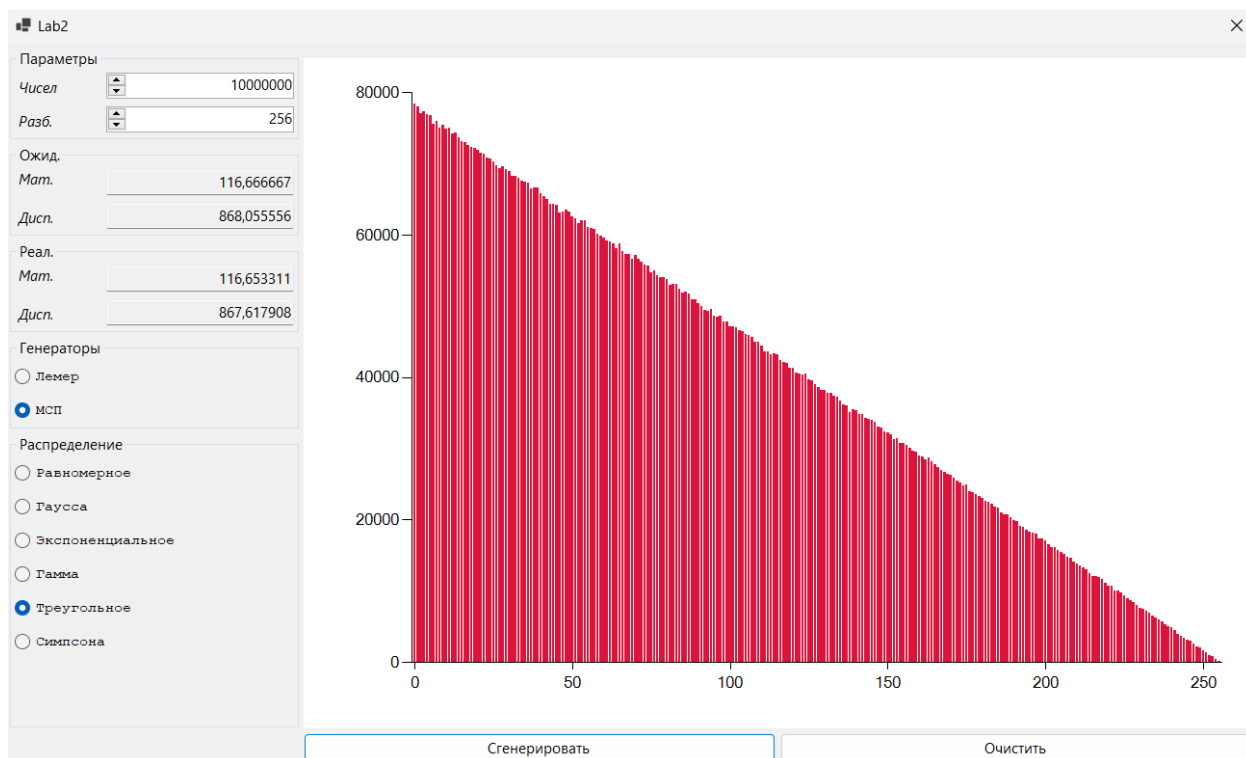 Lab2
Параметры
Чисел 10000000
Разб. 256
Ожид.
Мат. 116,666667
Дисп. 868,055556
Реал.
Мат. 116,653311
Дисп. 867,617908
Генераторы
Лемер
МСП
Распределение
Равномерное
Гаусса
Экспоненциальное
Гамма
Треугольное
Симпсона
80000
60000
40000
20000
0
0 50 100 150 200 250
Сгенерировать Очистить